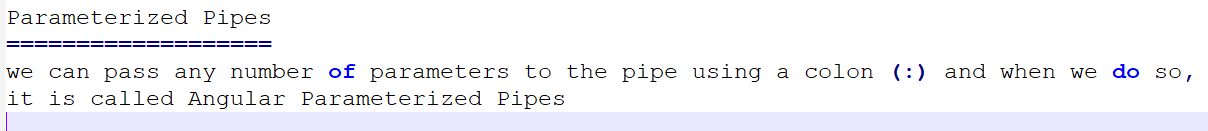 Parameterized Pipes
===================
we can pass any number of parameters to the pipe using a colon (:) and when we do so,
it is called Angular Parameterized Pipes